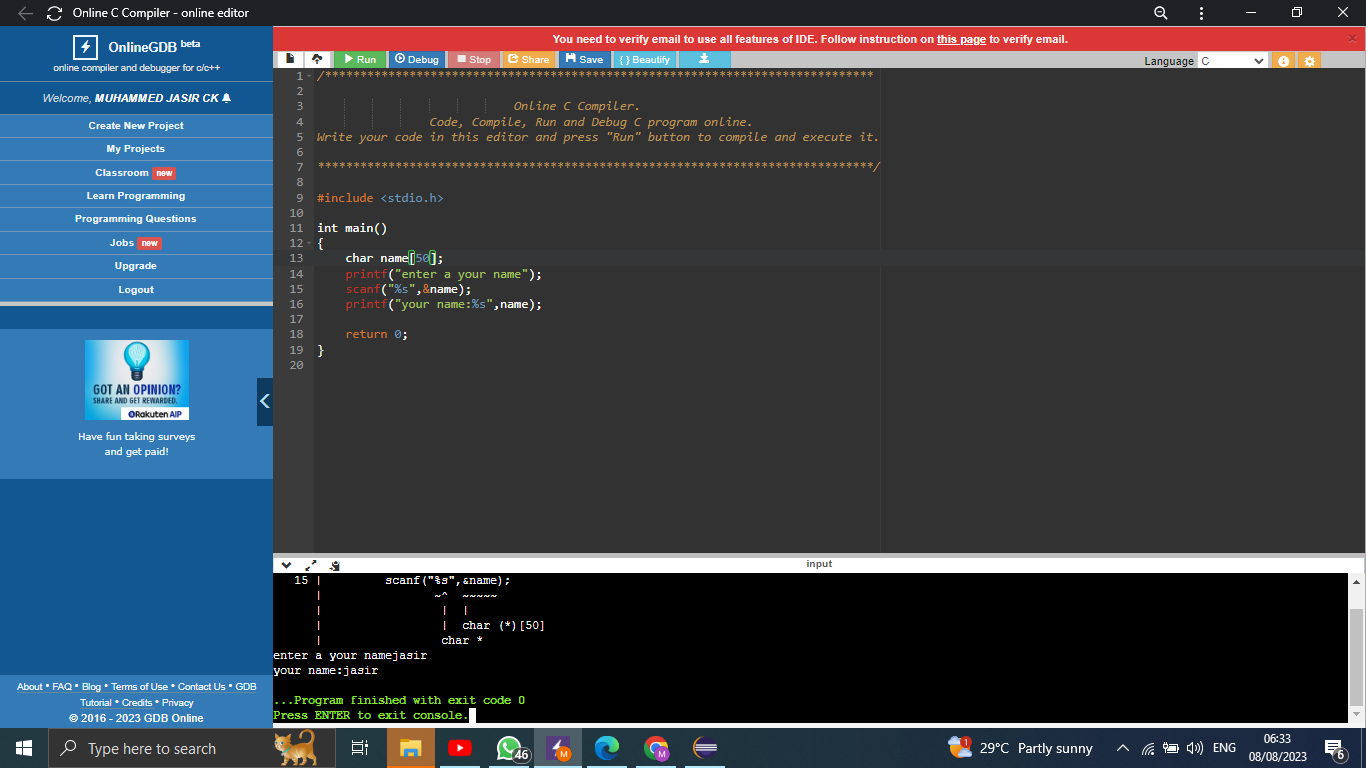 Online C Compiler - online editor
OnlineGDB beta
online compiler and debugger for c/c++
Welcome, MUHAMMED JASIR CK
Create New Project
My Projects
Classroom new
Learn Programming
Programming Questions
Jobs new
Upgrade
Logout
GOT AN OPINION?
SHARE AND GET REWARDED.
Rakuten AIP
Have fun taking surveys
and get paid!
About • FAQ • Blog • Terms of Use • Contact Us • GDB
Tutorial • Credits • Privacy
© 2016 - 2023 GDB Online
You need to verify email to use all features of IDE. Follow instruction on this page to verify email. ×
Run Debug Stop Share Save { } Beautify Language C
1 /******************************************************************************
2
3 Online C Compiler.
4 Code, Compile, Run and Debug C program online.
5 Write your code in this editor and press "Run" button to compile and execute it.
6
7 *******************************************************************************/
8
9 #include <stdio.h>
10
11 int main()
12 {
13 char name[50];
14 printf("enter a your name");
15 scanf("%s",&name);
16 printf("your name:%s",name);
17
18 return 0;
19 }
20
input
15 | scanf("%s",&name);
| ~^ ~~~~~
| | |
| | char (*)[50]
| char *
enter a your namejasir
your name:jasir
...Program finished with exit code 0
Press ENTER to exit console.
Type here to search 46 M M 1 29°C Partly sunny ENG 06:33
08/08/2023 6